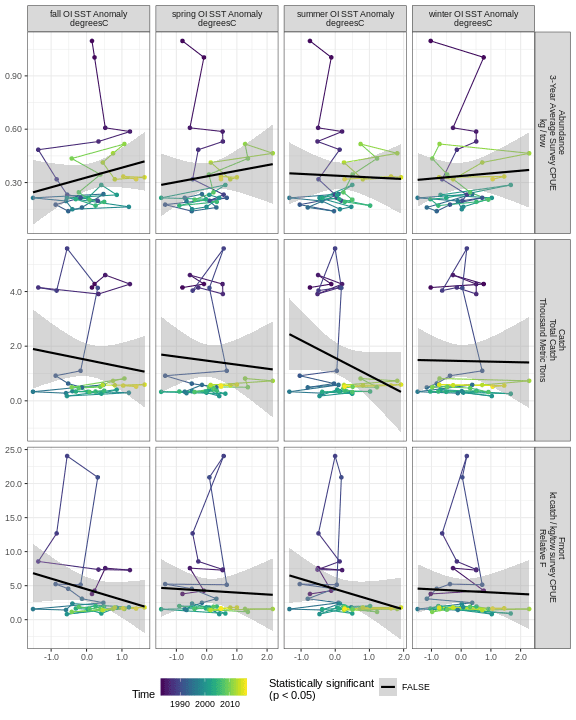 fall OI SST Anomaly
degreesC
spring OI SST Anomaly
degreesC
summer OI SST Anomaly
degreesC
winter OI SST Anomaly
degreesC
0.90
0.60
0.30
Abundance
3-Year Average Survey CPUE
kg / tow
4.0
2.0
0.0
Catch
Total Catch
Thousand Metric Tons
25.0
20.0
15.0
10.0
5.0
0.0
Fmort
kt catch / kg/tow survey CPUE
Relative F
-1.0 0.0 1.0
-1.0 0.0 1.0 2.0
-1.0 0.0 1.0 2.0
-1.0 0.0 1.0 2.0
Time
1990 2000 2010
Statistically significant
(p < 0.05)
FALSE